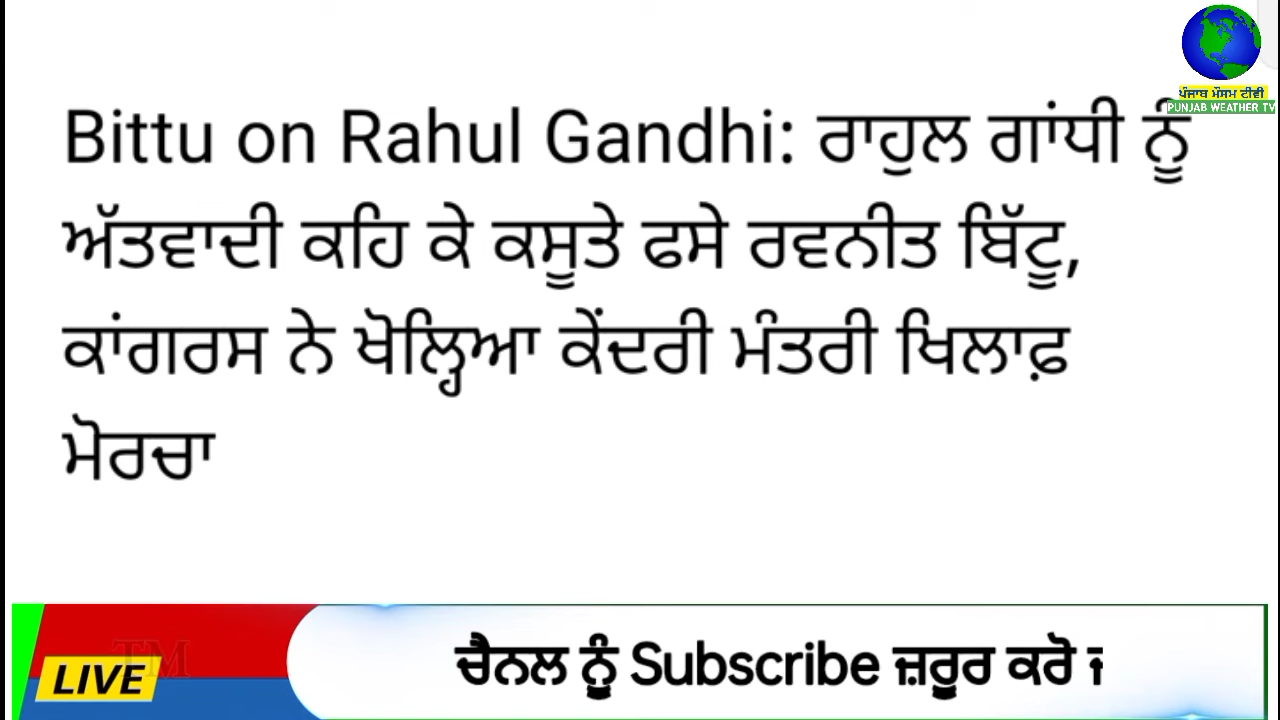 ਪੰਜਾਬ ਮੌਸਮ ਟੀਵੀ
PUNJAB WEATHER TV
Bittu on Rahul Gandhi: ਰਾਹੁਲ ਗਾਂਧੀ ਨੂੰ
ਅੱਤਵਾਦੀ ਕਹਿ ਕੇ ਕਸੂਤੇ ਫਸੇ ਰਵਨੀਤ ਬਿੱਟੂ,
ਕਾਂਗਰਸ ਨੇ ਖੋਲ੍ਹਿਆ ਕੇਂਦਰੀ ਮੰਤਰੀ ਖਿਲਾਫ਼
ਮੋਰਚਾ
TM
LIVE
ਚੈਨਲ ਨੂੰ Subscribe ਜ਼ਰੂਰ ਕਰੋ